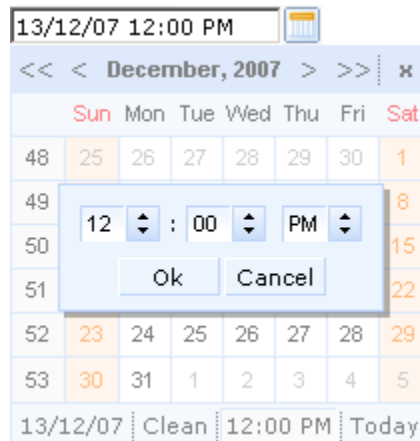 13/12/07 12:00 PM
<< < December, 2007 > >> x
Sun Mon Tue Wed Thu Fri Sat
48 25 26 27 28 29 30 1
49 8
12 : 00 PM
50 15
Ok Cancel
51 22
52 23 24 25 26 27 28 29
53 30 31 1 2 3 4 5
13/12/07 Clean 12:00 PM Today